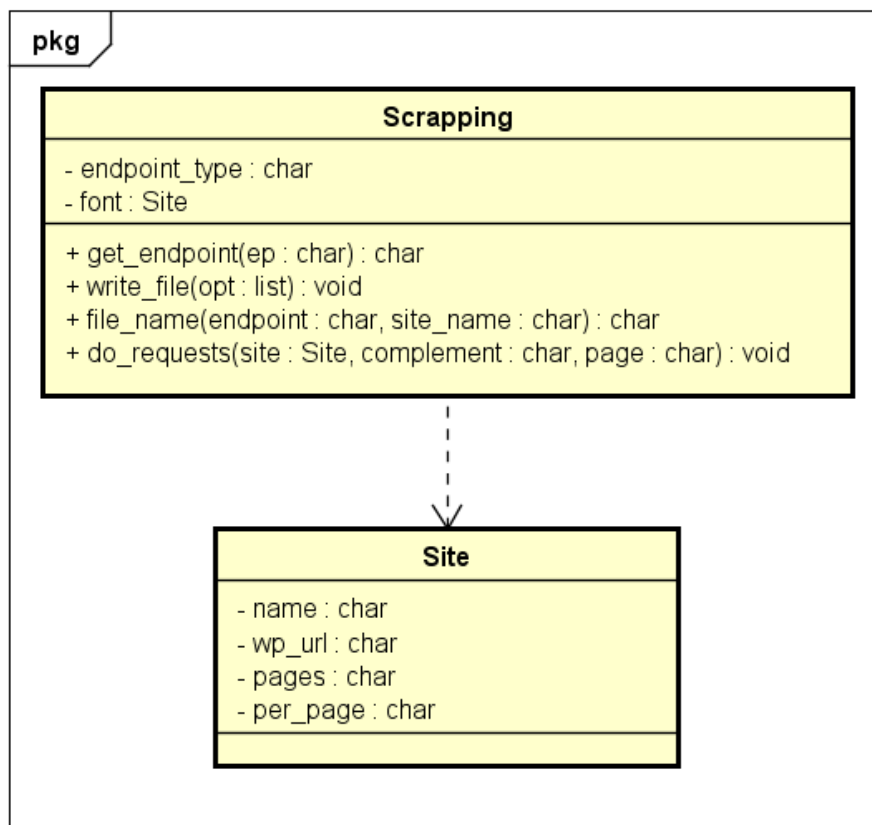 pkg
Scrapping
- endpoint_type : char
- font : Site
+ get_endpoint(ep : char) : char
+ write_file(opt : list) : void
+ file_name(endpoint : char, site_name : char) : char
+ do_requests(site : Site, complement : char, page : char) : void
Site
- name : char
- wp_url : char
- pages : char
- per_page : char